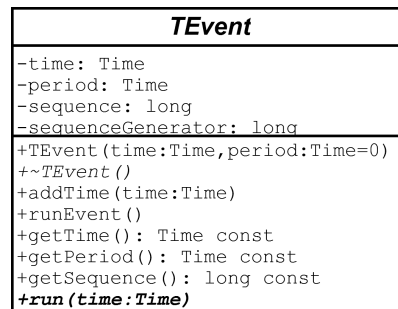 TEvent
-time: Time
-period: Time
-sequence: long
-sequenceGenerator: long
+TEvent(time:Time,period:Time=0)
+~TEvent()
+addTime(time:Time)
+runEvent()
+getTime(): Time const
+getPeriod(): Time const
+getSequence(): long const
+run(time:Time)